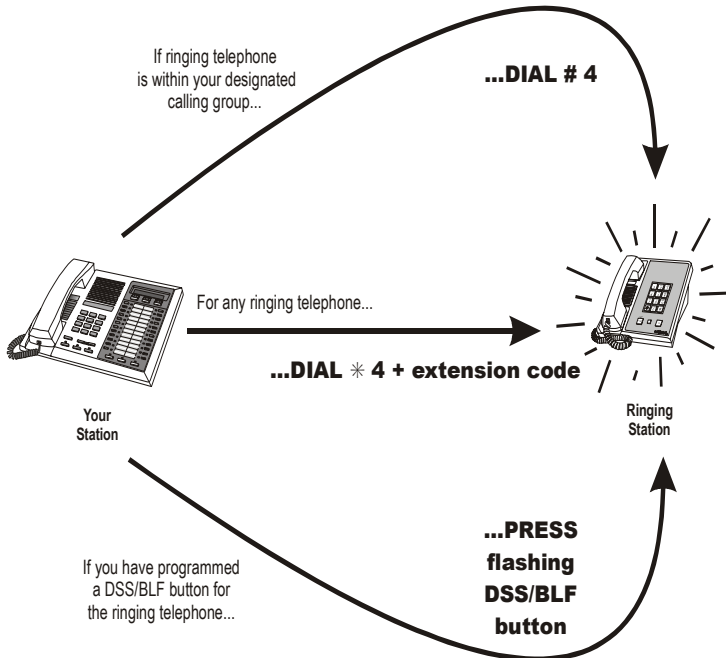 If ringing telephone
is within your designated
calling group...
...DIAL # 4
For any ringing telephone...
...DIAL ✳ 4 + extension code
Your
Station
Ringing
Station
If you have programmed
a DSS/BLF button for
the ringing telephone...
...PRESS
flashing
DSS/BLF
button